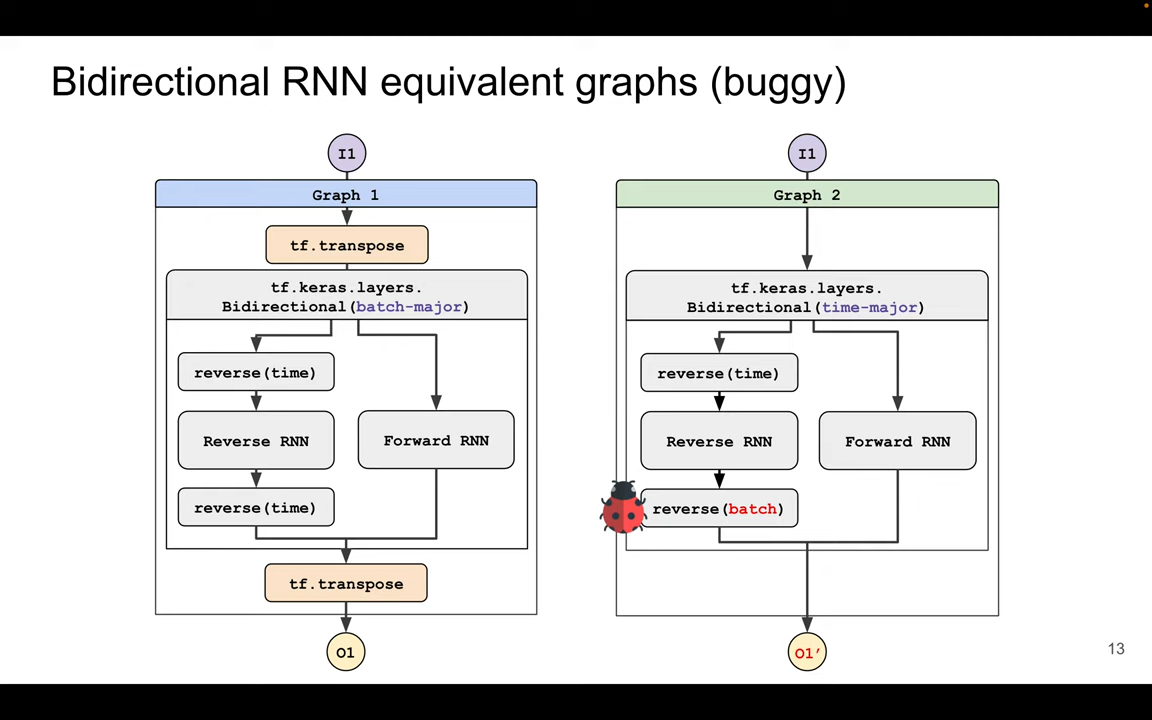 Bidirectional RNN equivalent graphs (buggy)
I1
Graph 1
tf.transpose
tf.keras.layers.
Bidirectional(batch-major)
reverse(time)
Reverse RNN
Forward RNN
reverse(time)
tf.transpose
O1
I1
Graph 2
tf.keras.layers.
Bidirectional(time-major)
reverse(time)
Reverse RNN
Forward RNN
reverse(batch)
O1’
13